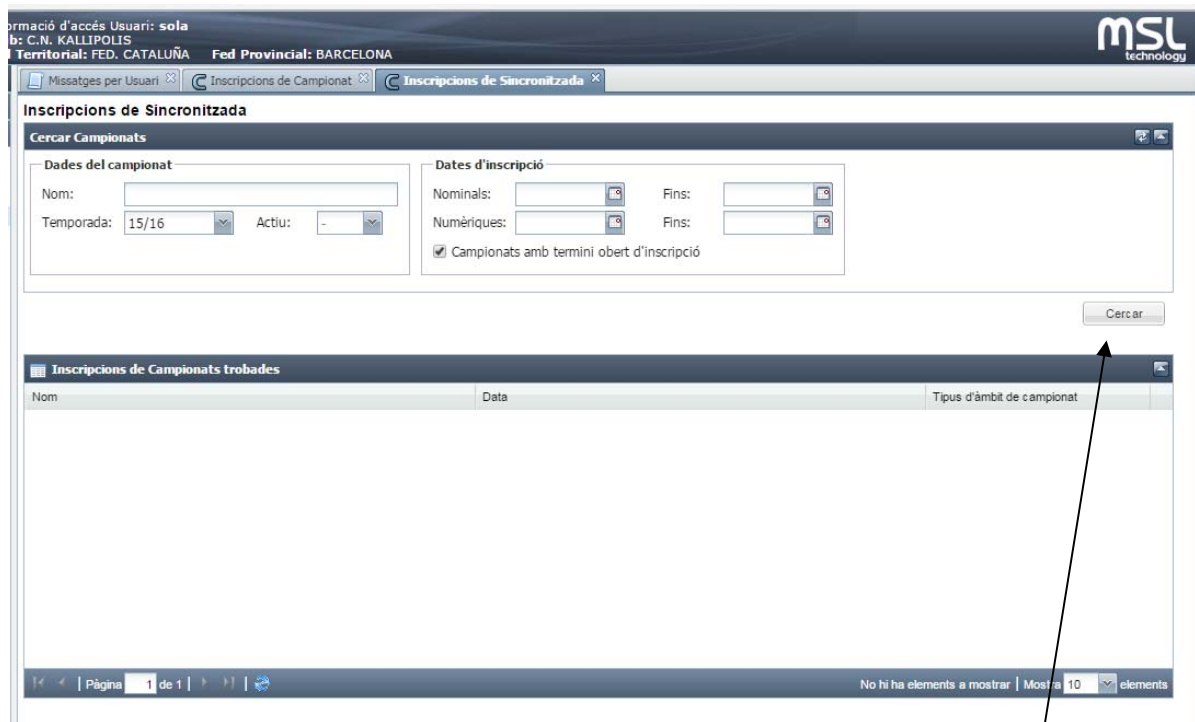 ormació d'accés Usuari: sola
b: C.N. KALLIPOLIS
Territorial: FED. CATALUÑA Fed Provincial: BARCELONA
msl
technology
Missatges per Usuari Inscripcions de Campionat Inscripcions de Sincronitzada
Inscripcions de Sincronitzada
Cercar Campionats
Dades del campionat Dates d'inscripció
Nom: Nominals: Fins:
Temporada: 15/16 Actiu: - Numèriques: Fins:
Campionats amb termini obert d'inscripció
Cercar
Inscripcions de Campionats trobades
Nom Data Tipus d'àmbit de campionat
Pàgina 1 de 1 No hi ha elements a mostrar Mostra 10 elements